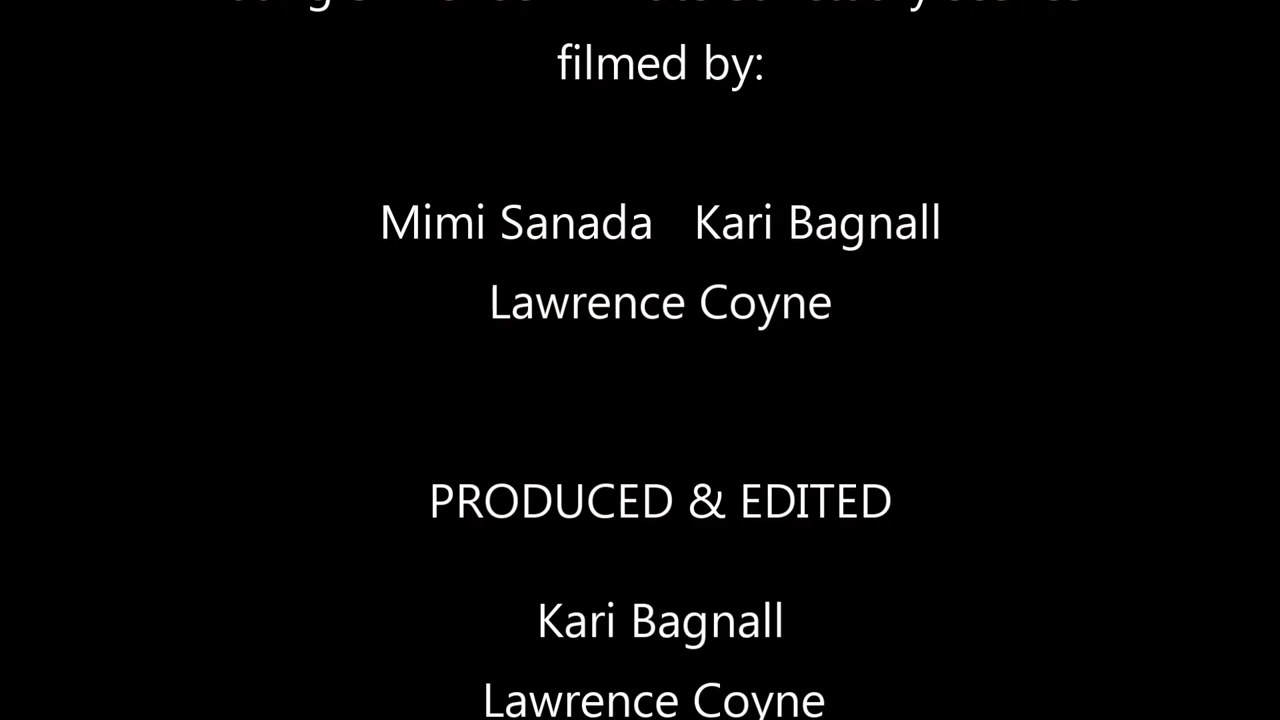 filmed by:
Mimi Sanada Kari Bagnall
Lawrence Coyne
PRODUCED & EDITED
Kari Bagnall
Lawrence Coyne